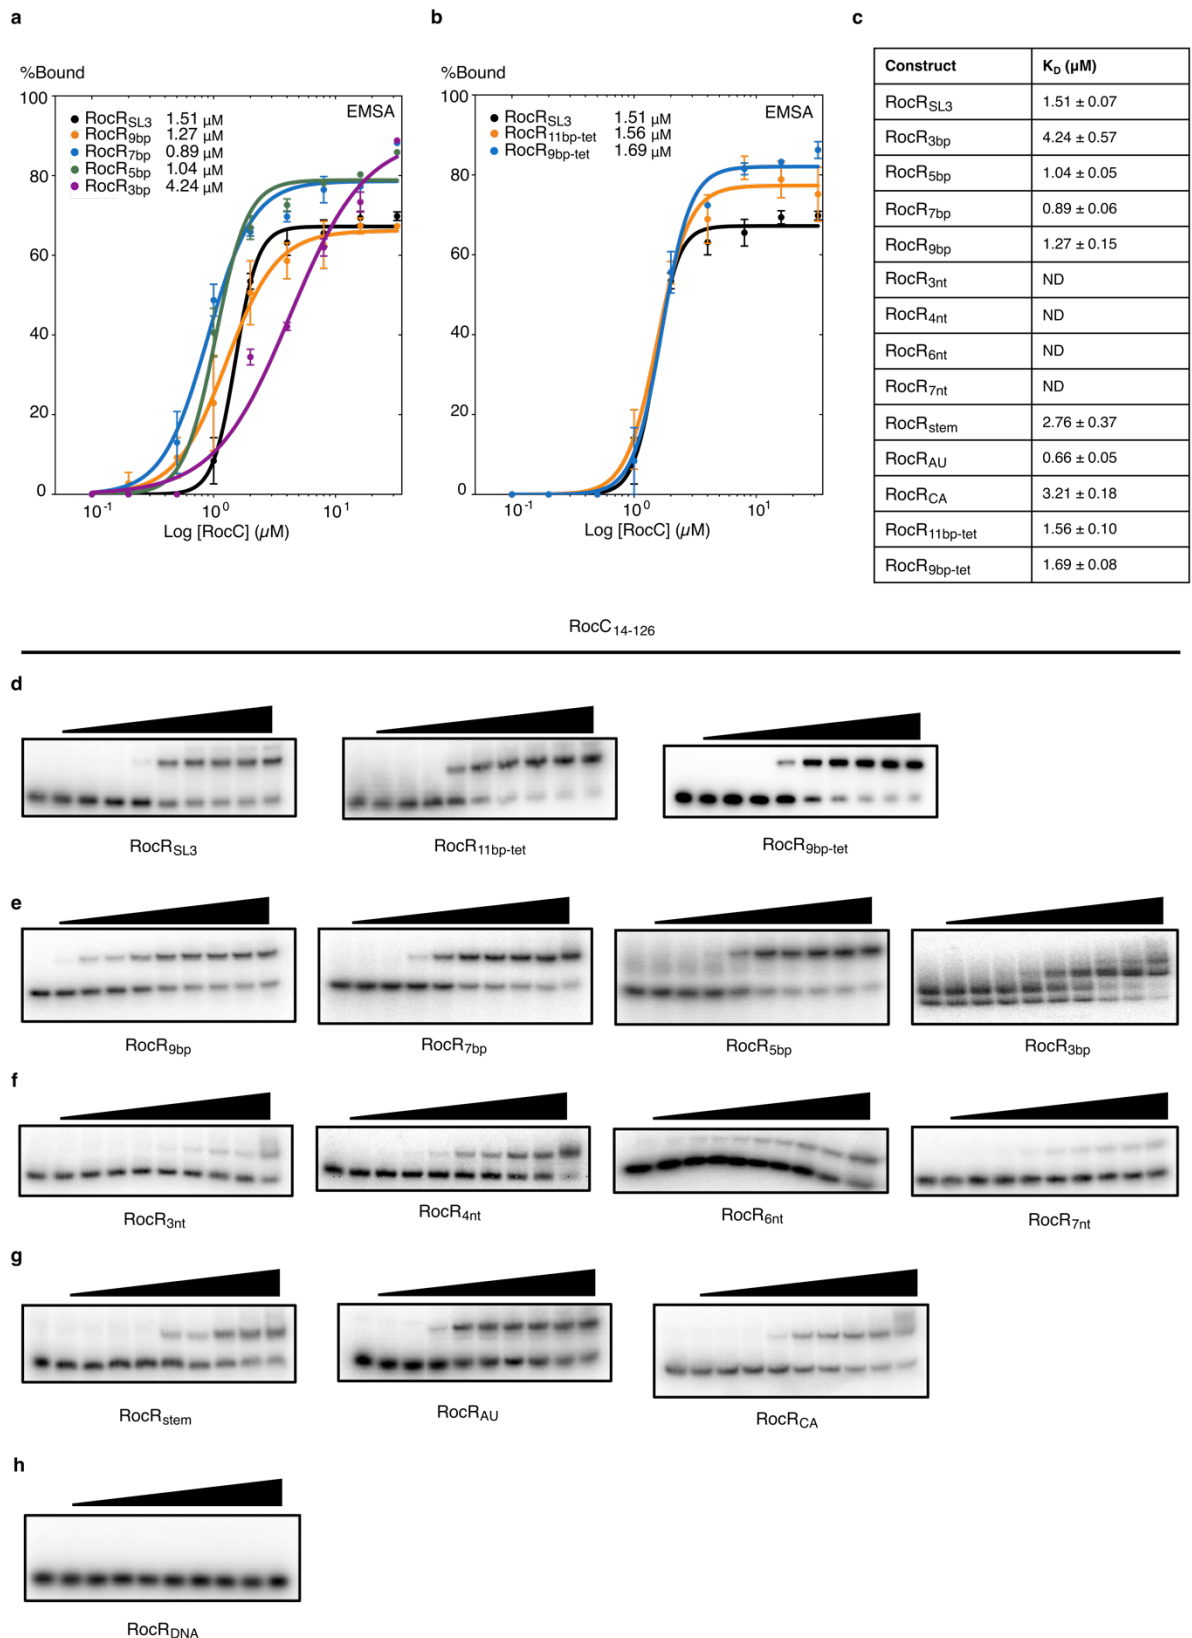 a
%Bound
100
80
60
40
20
0
EMSA
RocRSL3 1.51 µM
RocR9bp 1.27 µM
RocR7bp 0.89 µM
RocR5bp 1.04 µM
RocR3bp 4.24 µM
10-1 100 101
Log [RocC] (µM)
b
%Bound
100
80
60
40
20
0
EMSA
RocRSL3 1.51 µM
RocR11bp-tet 1.56 µM
RocR9bp-tet 1.69 µM
10-1 100 101
Log [RocC] (µM)
c
Construct KD (µM)
RocRSL3 1.51 ± 0.07
RocR3bp 4.24 ± 0.57
RocR5bp 1.04 ± 0.05
RocR7bp 0.89 ± 0.06
RocR9bp 1.27 ± 0.15
RocR3nt ND
RocR4nt ND
RocR6nt ND
RocR7nt ND
RocRstem 2.76 ± 0.37
RocRAU 0.66 ± 0.05
RocRCA 3.21 ± 0.18
RocR11bp-tet 1.56 ± 0.10
RocR9bp-tet 1.69 ± 0.08
RocC14-126
d
RocRSL3 RocR11bp-tet RocR9bp-tet
e
RocR9bp RocR7bp RocR5bp RocR3bp
f
RocR3nt RocR4nt RocR6nt RocR7nt
g
RocRstem RocRAU RocRCA
h
RocRDNA